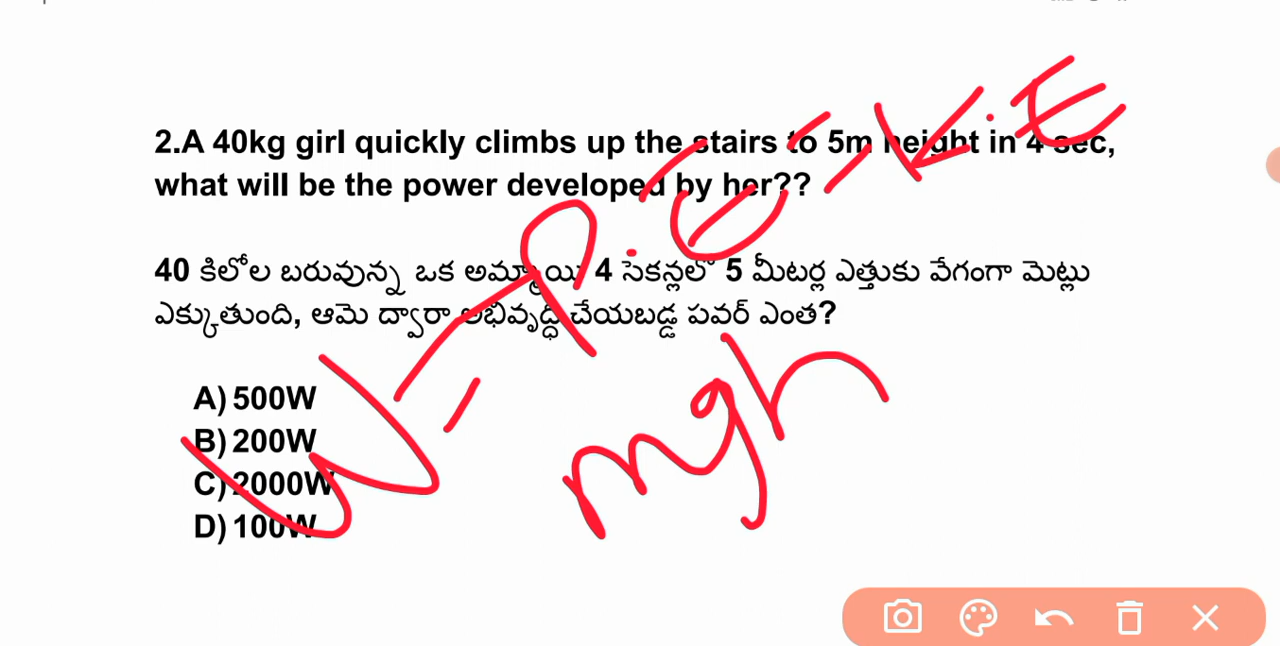 2.A 40kg girl quickly climbs up the stairs to 5m height in 4 sec,
what will be the power developed by her??
40 కిలోల బరువున్న ఒక అమ్మాయి 4 సెకన్లలో 5 మీటర్ల ఎత్తుకు వేగంగా మెట్లు
ఎక్కుతుంది, ఆమె ద్వారా అభివృద్ధి చేయబడ్డ పవర్ ఎంత?
A) 500W
B) 200W
C) 2000W
D) 100W
W - P.E - K.E
mgh